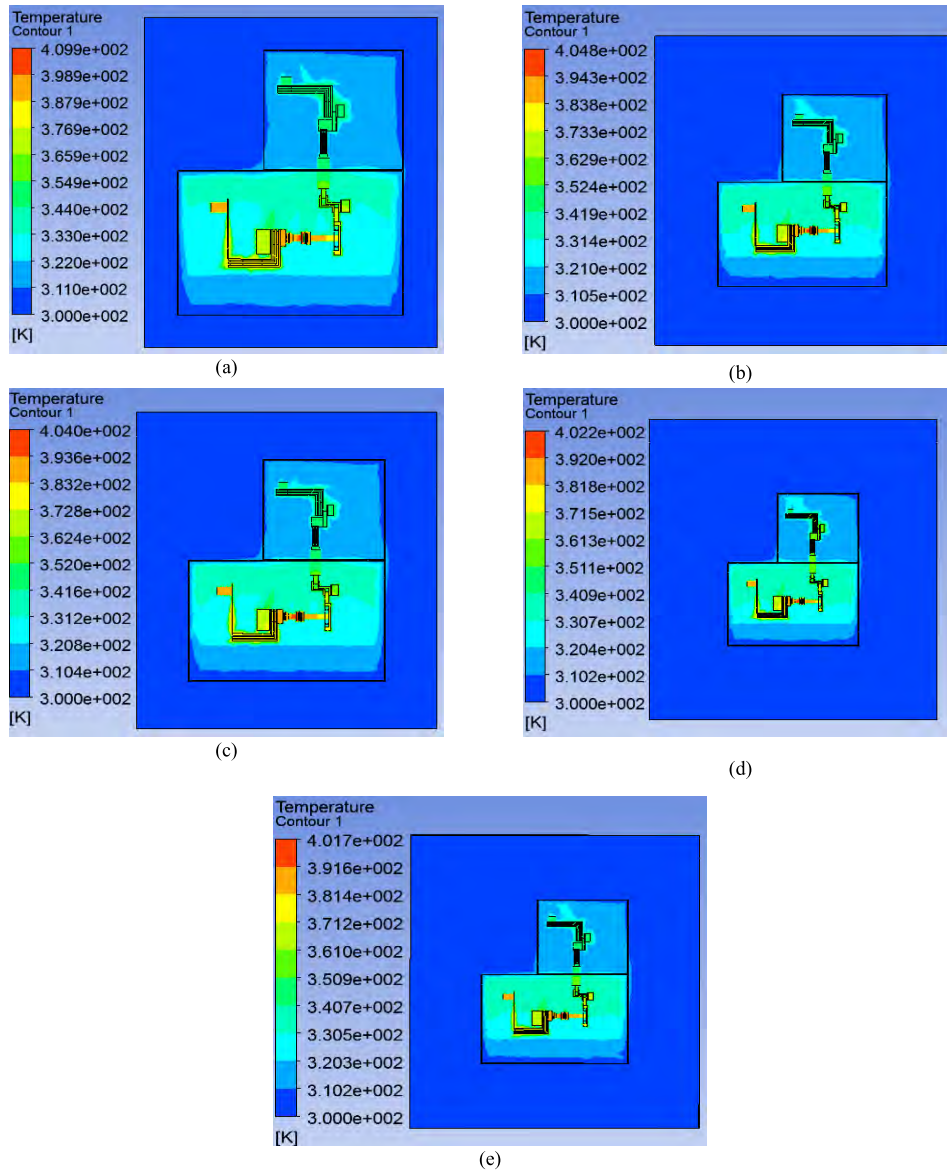 Temperature
Contour 1
4.099e+002
3.989e+002
3.879e+002
3.769e+002
3.659e+002
3.549e+002
3.440e+002
3.330e+002
3.220e+002
3.110e+002
3.000e+002
[K]
(a)
Temperature
Contour 1
4.048e+002
3.943e+002
3.838e+002
3.733e+002
3.629e+002
3.524e+002
3.419e+002
3.314e+002
3.210e+002
3.105e+002
3.000e+002
[K]
(b)
Temperature
Contour 1
4.040e+002
3.936e+002
3.832e+002
3.728e+002
3.624e+002
3.520e+002
3.416e+002
3.312e+002
3.208e+002
3.104e+002
3.000e+002
[K]
(c)
Temperature
Contour 1
4.022e+002
3.920e+002
3.818e+002
3.715e+002
3.613e+002
3.511e+002
3.409e+002
3.307e+002
3.204e+002
3.102e+002
3.000e+002
[K]
(d)
Temperature
Contour 1
4.017e+002
3.916e+002
3.814e+002
3.712e+002
3.610e+002
3.509e+002
3.407e+002
3.305e+002
3.203e+002
3.102e+002
3.000e+002
[K]
(e)